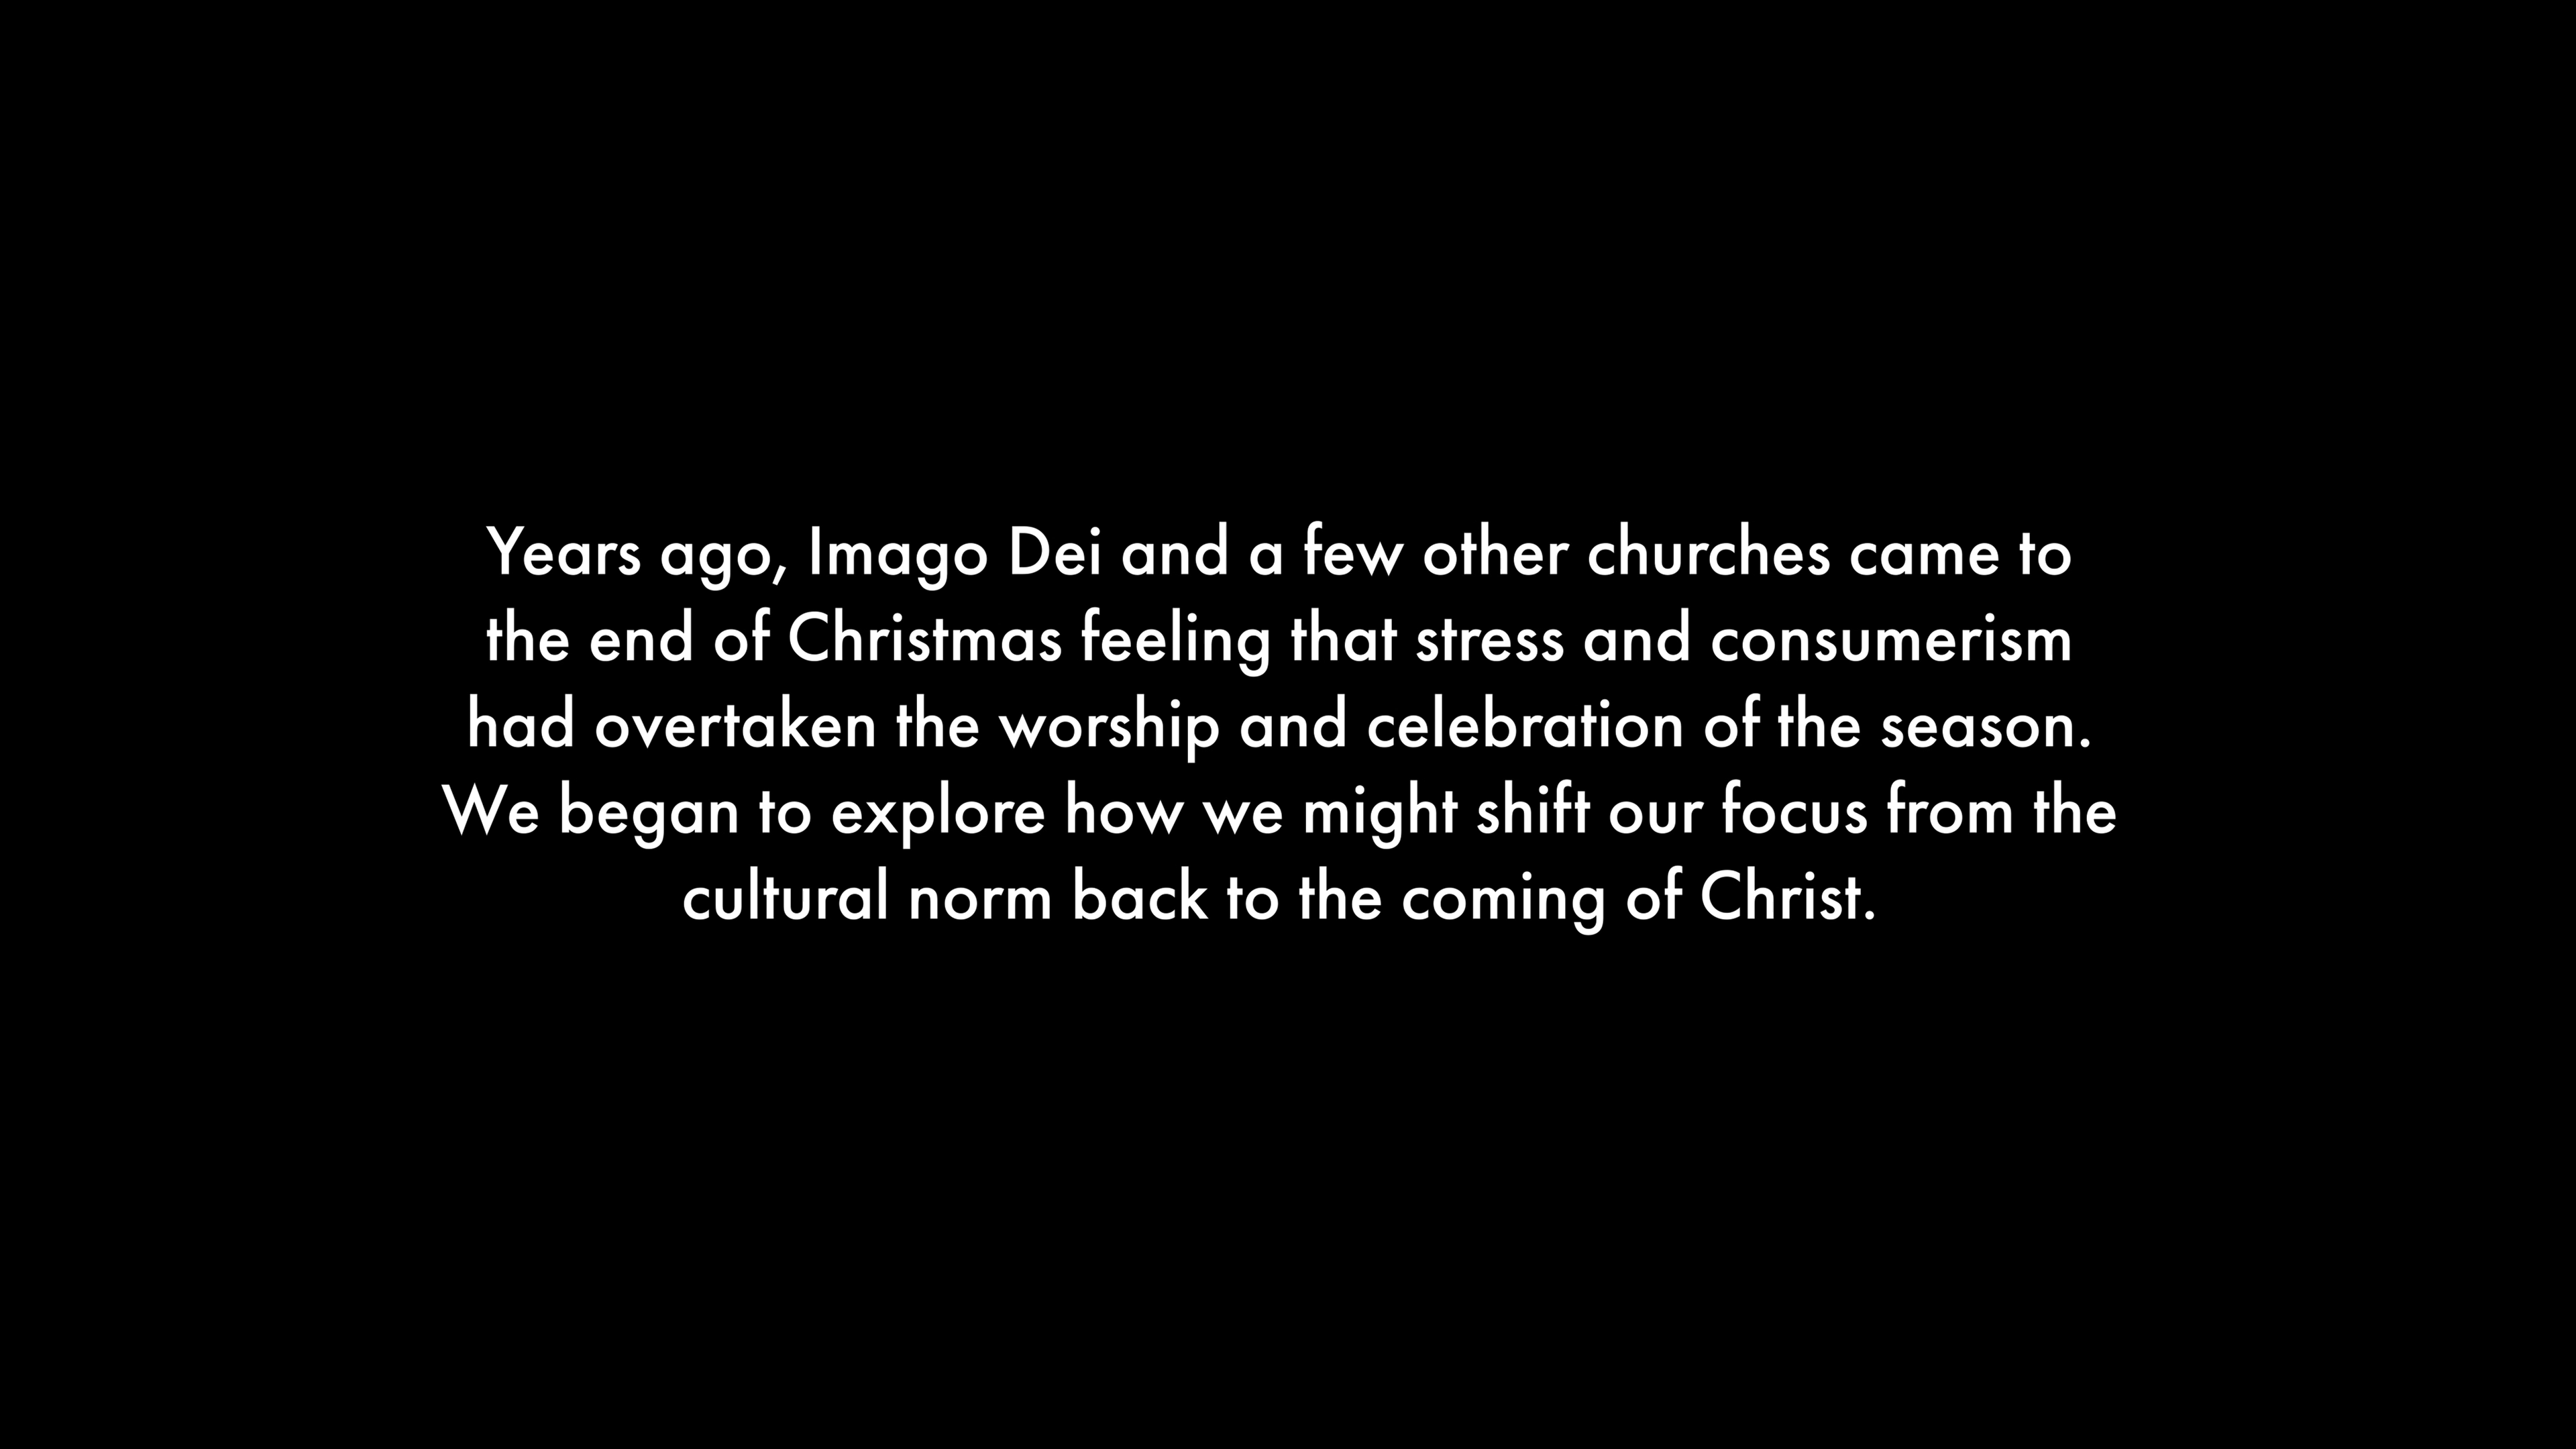 Years ago, Imago Dei and a few other churches came to
the end of Christmas feeling that stress and consumerism
had overtaken the worship and celebration of the season.
We began to explore how we might shift our focus from the
cultural norm back to the coming of Christ.